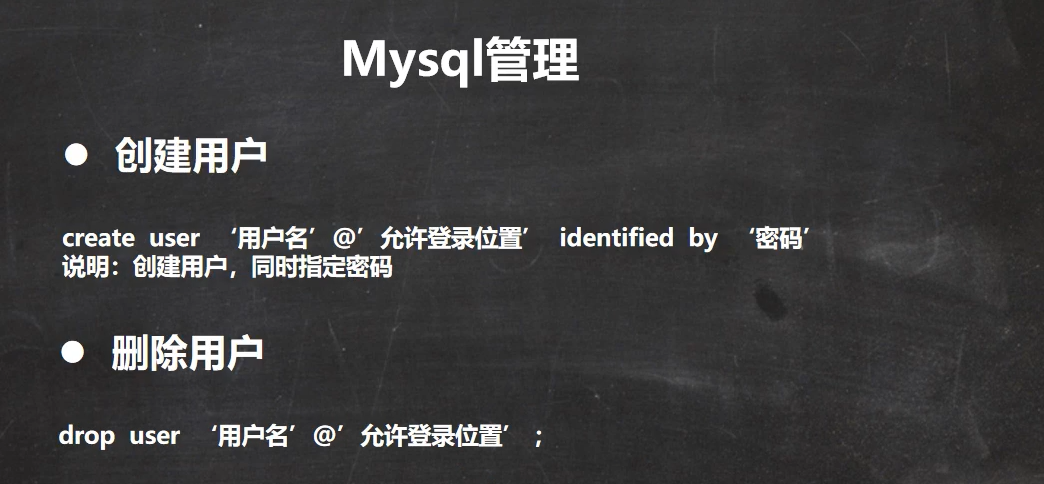 Mysql管理
● 创建用户
create user ‘用户名’@’允许登录位置’ identified by ‘密码’
说明：创建用户，同时指定密码
● 删除用户
drop user ‘用户名’@’允许登录位置’ ;